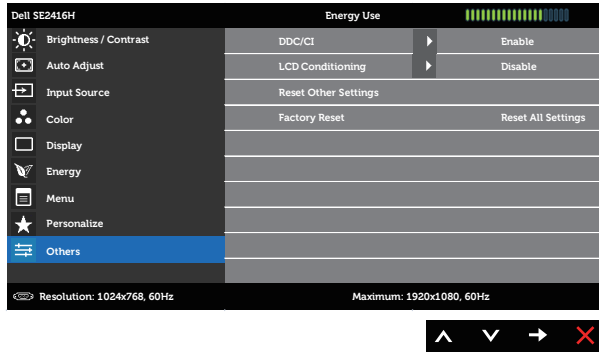 Dell SE2416H Energy Use
Brightness / Contrast DDC/CI Enable
Auto Adjust LCD Conditioning Disable
Input Source Reset Other Settings
Color Factory Reset Reset All Settings
Display
Energy
Menu
Personalize
Others
Resolution: 1024x768, 60Hz Maximum: 1920x1080, 60Hz